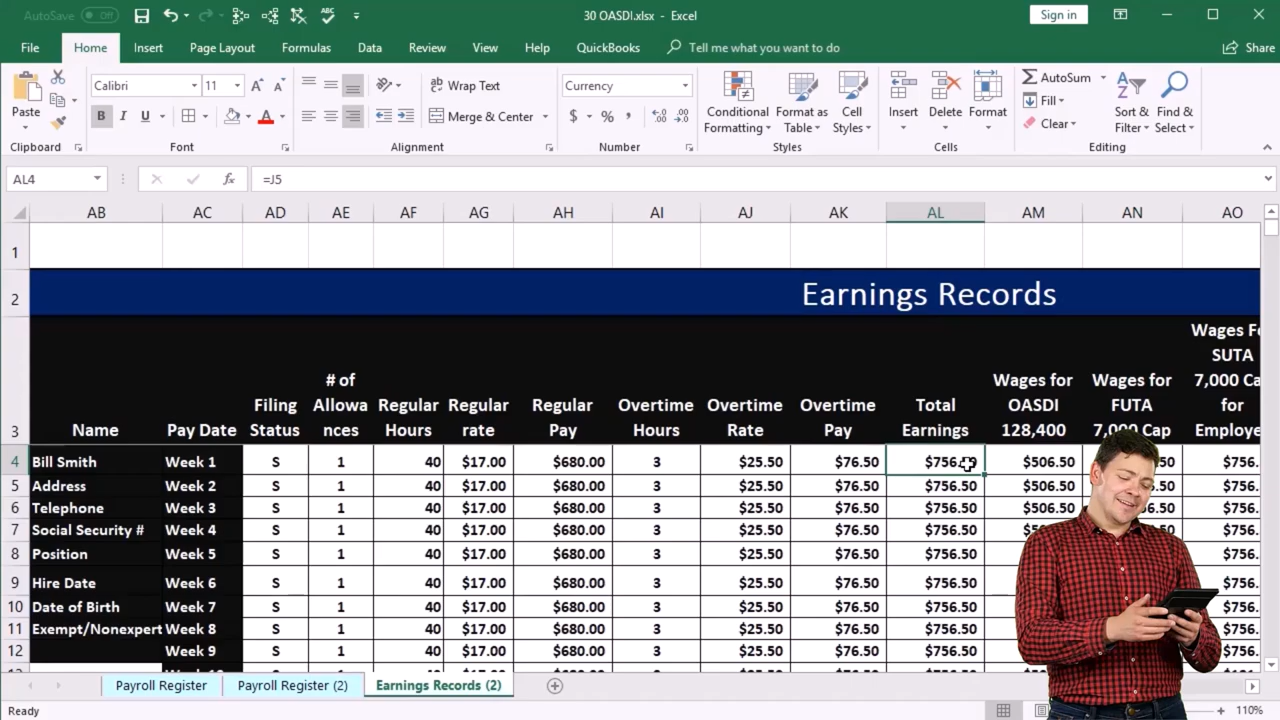 AutoSave Off 30 OASDI.xlsx - Excel Sign in
File Home Insert Page Layout Formulas Data Review View Help QuickBooks Tell me what you want to do Share
Calibri 11 Wrap Text Currency AutoSum
Paste Conditional Format as Cell Insert Delete Format Fill Sort & Find &
B I U Merge & Center $ % Formatting Table Styles Clear Filter Select
Clipboard Font Alignment Number Styles Cells Editing
AL4 fx =J5
AB AC AD AE AF AG AH AI AJ AK AL AM AN AO
1
2 Earnings Records
Wages Fo
SUTA
# of Wages for Wages for 7,000 Ca
Filing Allowa Regular Regular Regular Overtime Overtime Overtime Total OASDI FUTA for
3 Name Pay Date Status nces Hours rate Pay Hours Rate Pay Earnings 128,400 7,000 Cap Employe
4 Bill Smith Week 1 S 1 40 $17.00 $680.00 3 $25.50 $76.50 $506.50 $756.
5 Address Week 2 S 1 40 $17.00 $680.00 3 $25.50 $76.50 $756.50 $506.50 $756.
6 Telephone Week 3 S 1 40 $17.00 $680.00 3 $25.50 $76.50 $756.50 $506.50 $756.
7 Social Security # Week 4 S 1 40 $17.00 $680.00 3 $25.50 $76.50 $756.50 $756.
8 Position Week 5 S 1 40 $17.00 $680.00 3 $25.50 $76.50 $756.50 $756.
9 Hire Date Week 6 S 1 40 $17.00 $680.00 3 $25.50 $76.50 $756.50 $756.
10 Date of Birth Week 7 S 1 40 $17.00 $680.00 3 $25.50 $76.50 $756.50 $756.
11 Exempt/Nonexpert Week 8 S 1 40 $17.00 $680.00 3 $25.50 $76.50 $756.50 $756.
12 Week 9 S 1 40 $17.00 $680.00 3 $25.50 $76.50 $756.50 $756.
Payroll Register Payroll Register (2) Earnings Records (2)
Ready 110%